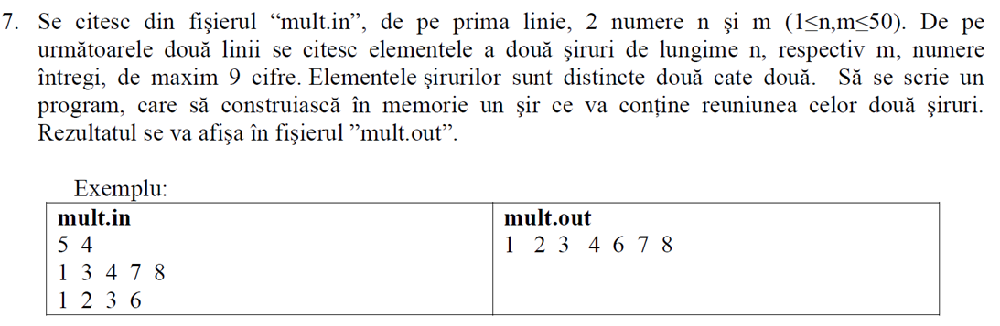 7. Se citesc din fişierul “mult.in”, de pe prima linie, 2 numere n şi m (1≤n,m≤50). De pe
următoarele două linii se citesc elementele a două şiruri de lungime n, respectiv m, numere
întregi, de maxim 9 cifre. Elementele şirurilor sunt distincte două cate două. Să se scrie un
program, care să construiască în memorie un şir ce va conține reuniunea celor două şiruri.
Rezultatul se va afişa în fişierul ”mult.out”.
Exemplu:
mult.in
5 4
1 3 4 7 8
1 2 3 6
mult.out
1 2 3 4 6 7 8